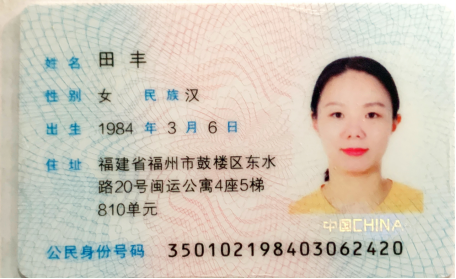 姓名 田丰
性别 女 民族 汉
出生 1984 年 3 月 6 日
住址 福建省福州市鼓楼区东水
路20号闽运公寓4座5梯
810单元
中国CHINA
公民身份号码 350102198403062420